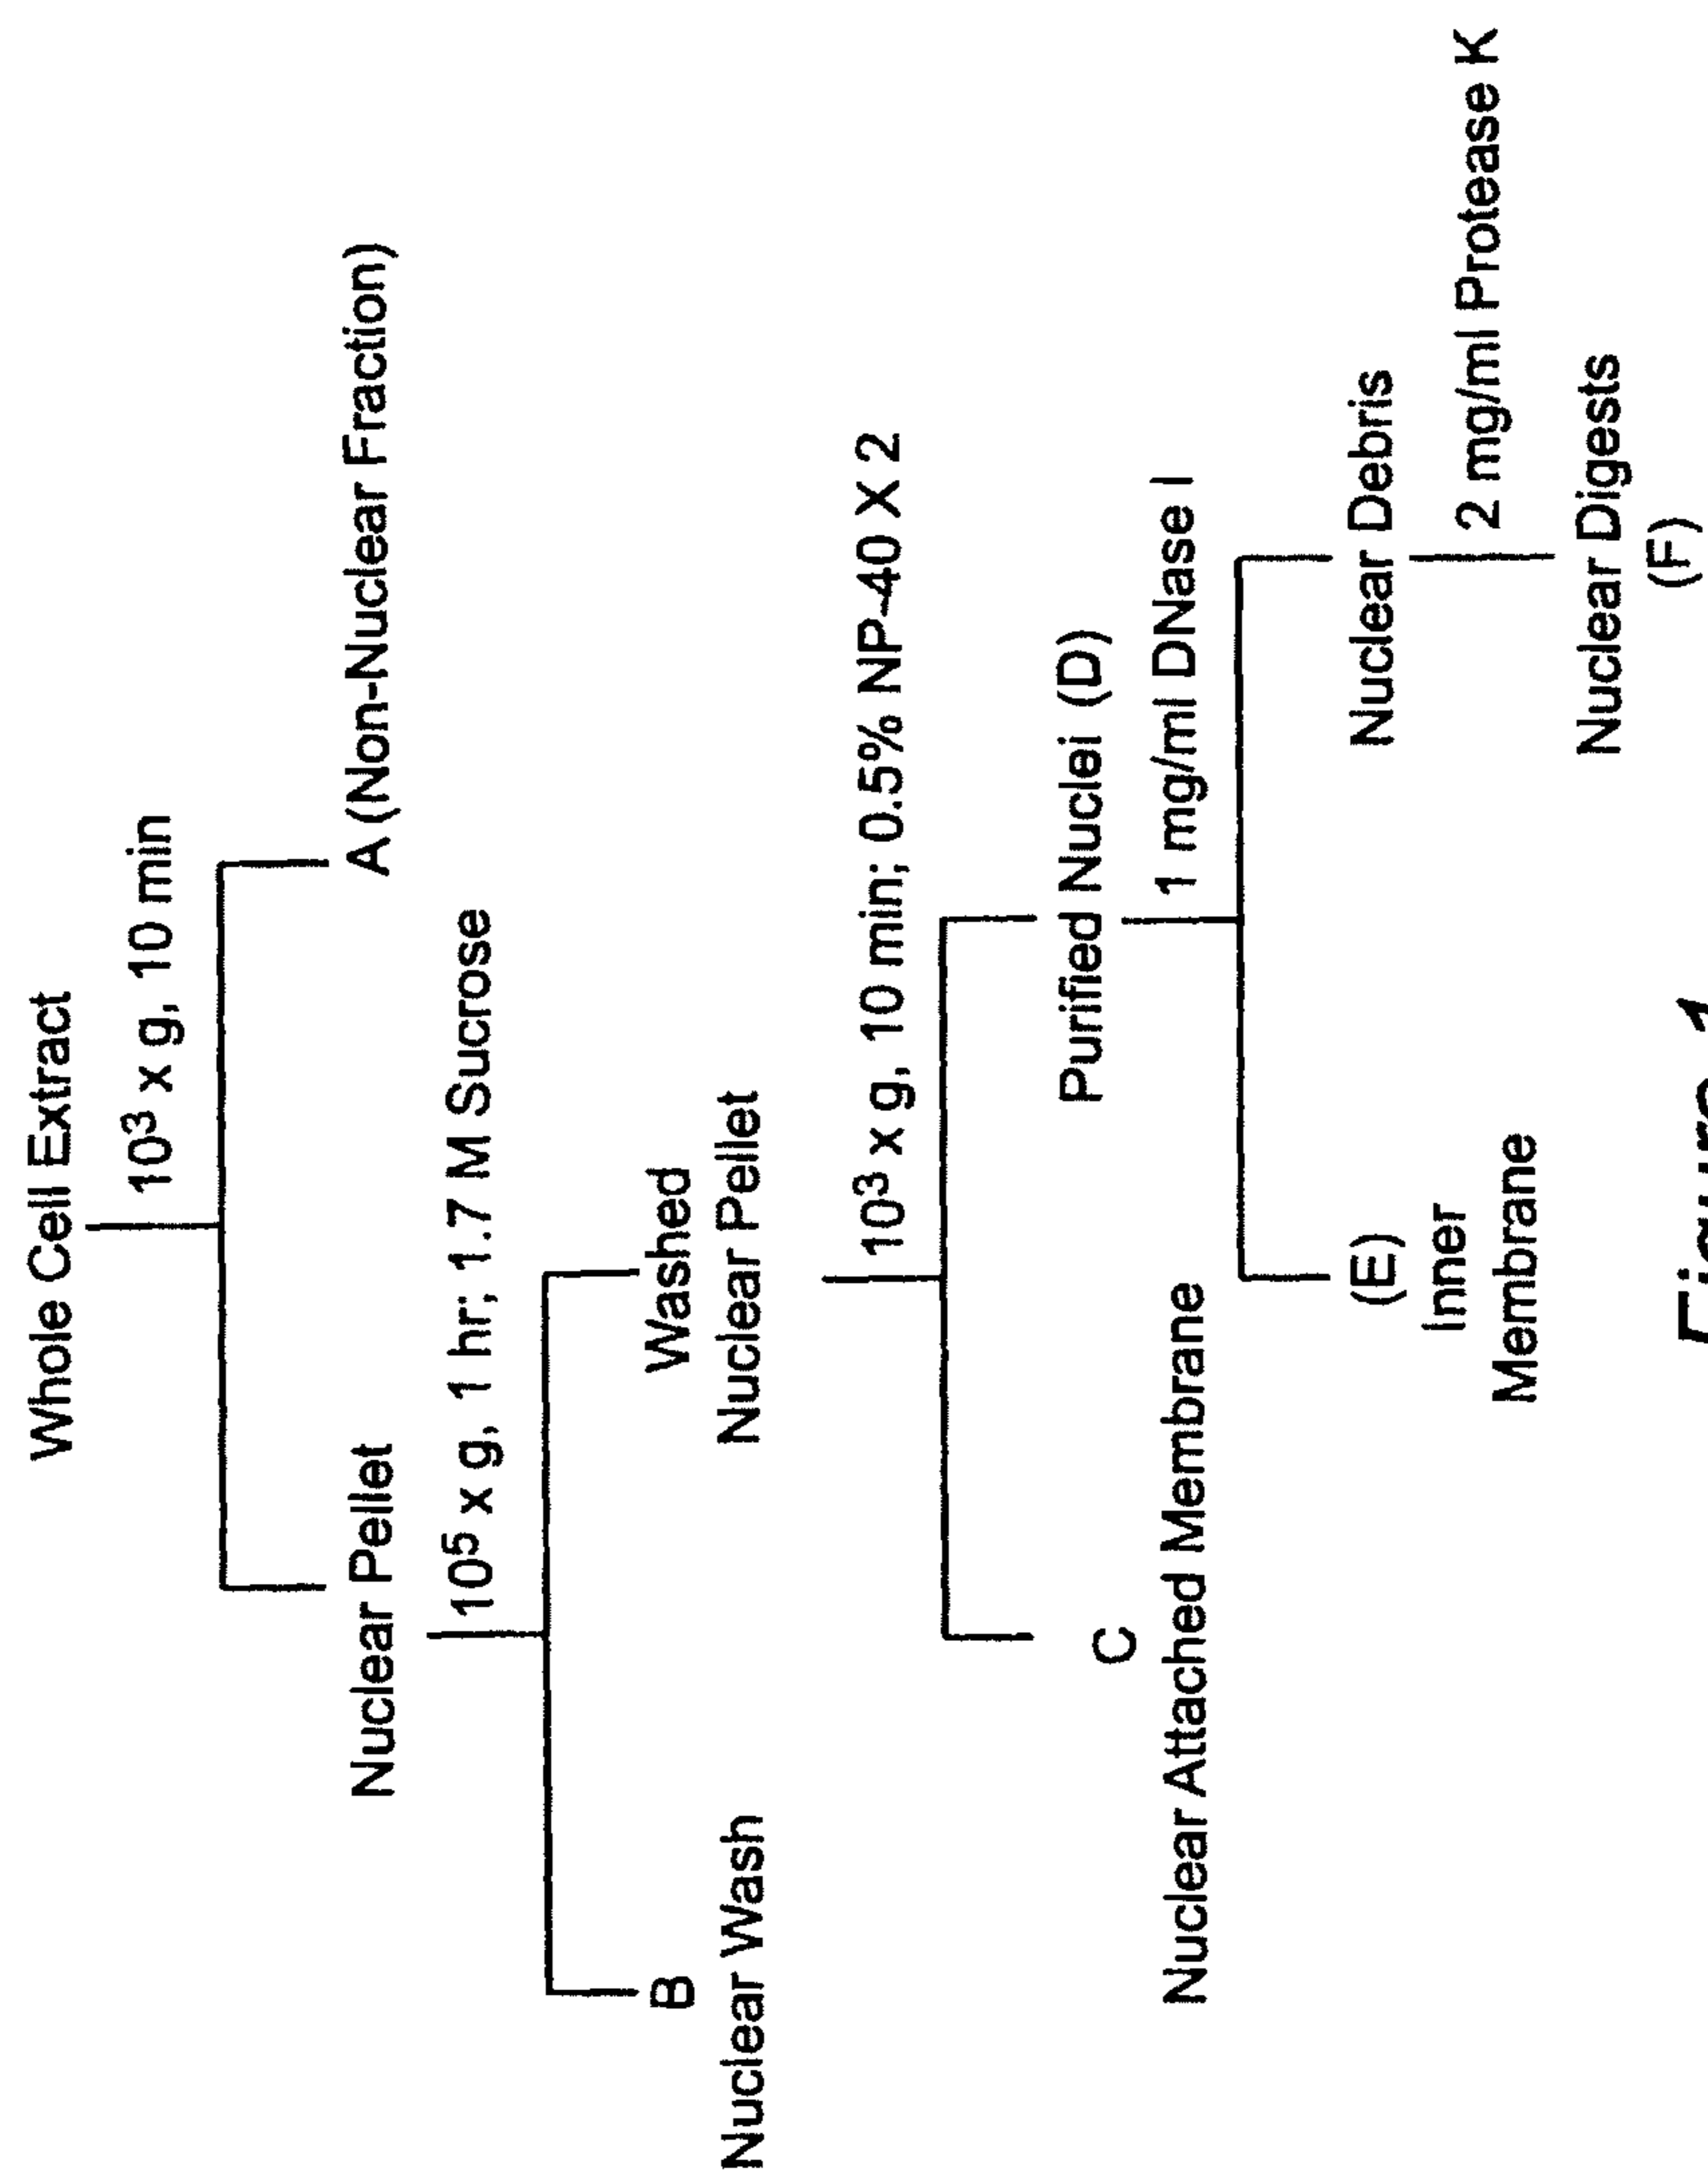 Whole Cell Extract
10³ x g, 10 min
Nuclear Pellet
A (Non-Nuclear Fraction)
10⁵ x g, 1 hr; 1.7 M Sucrose
B
Nuclear Wash
Washed
Nuclear Pellet
10³ x g, 10 min; 0.5% NP-40 X 2
C
Nuclear Attached Membrane
Purified Nuclei (D)
1 mg/ml DNase I
(E)
Inner
Membrane
Nuclear Debris
2 mg/ml Protease K
Nuclear Digests
(F)
Figure 1